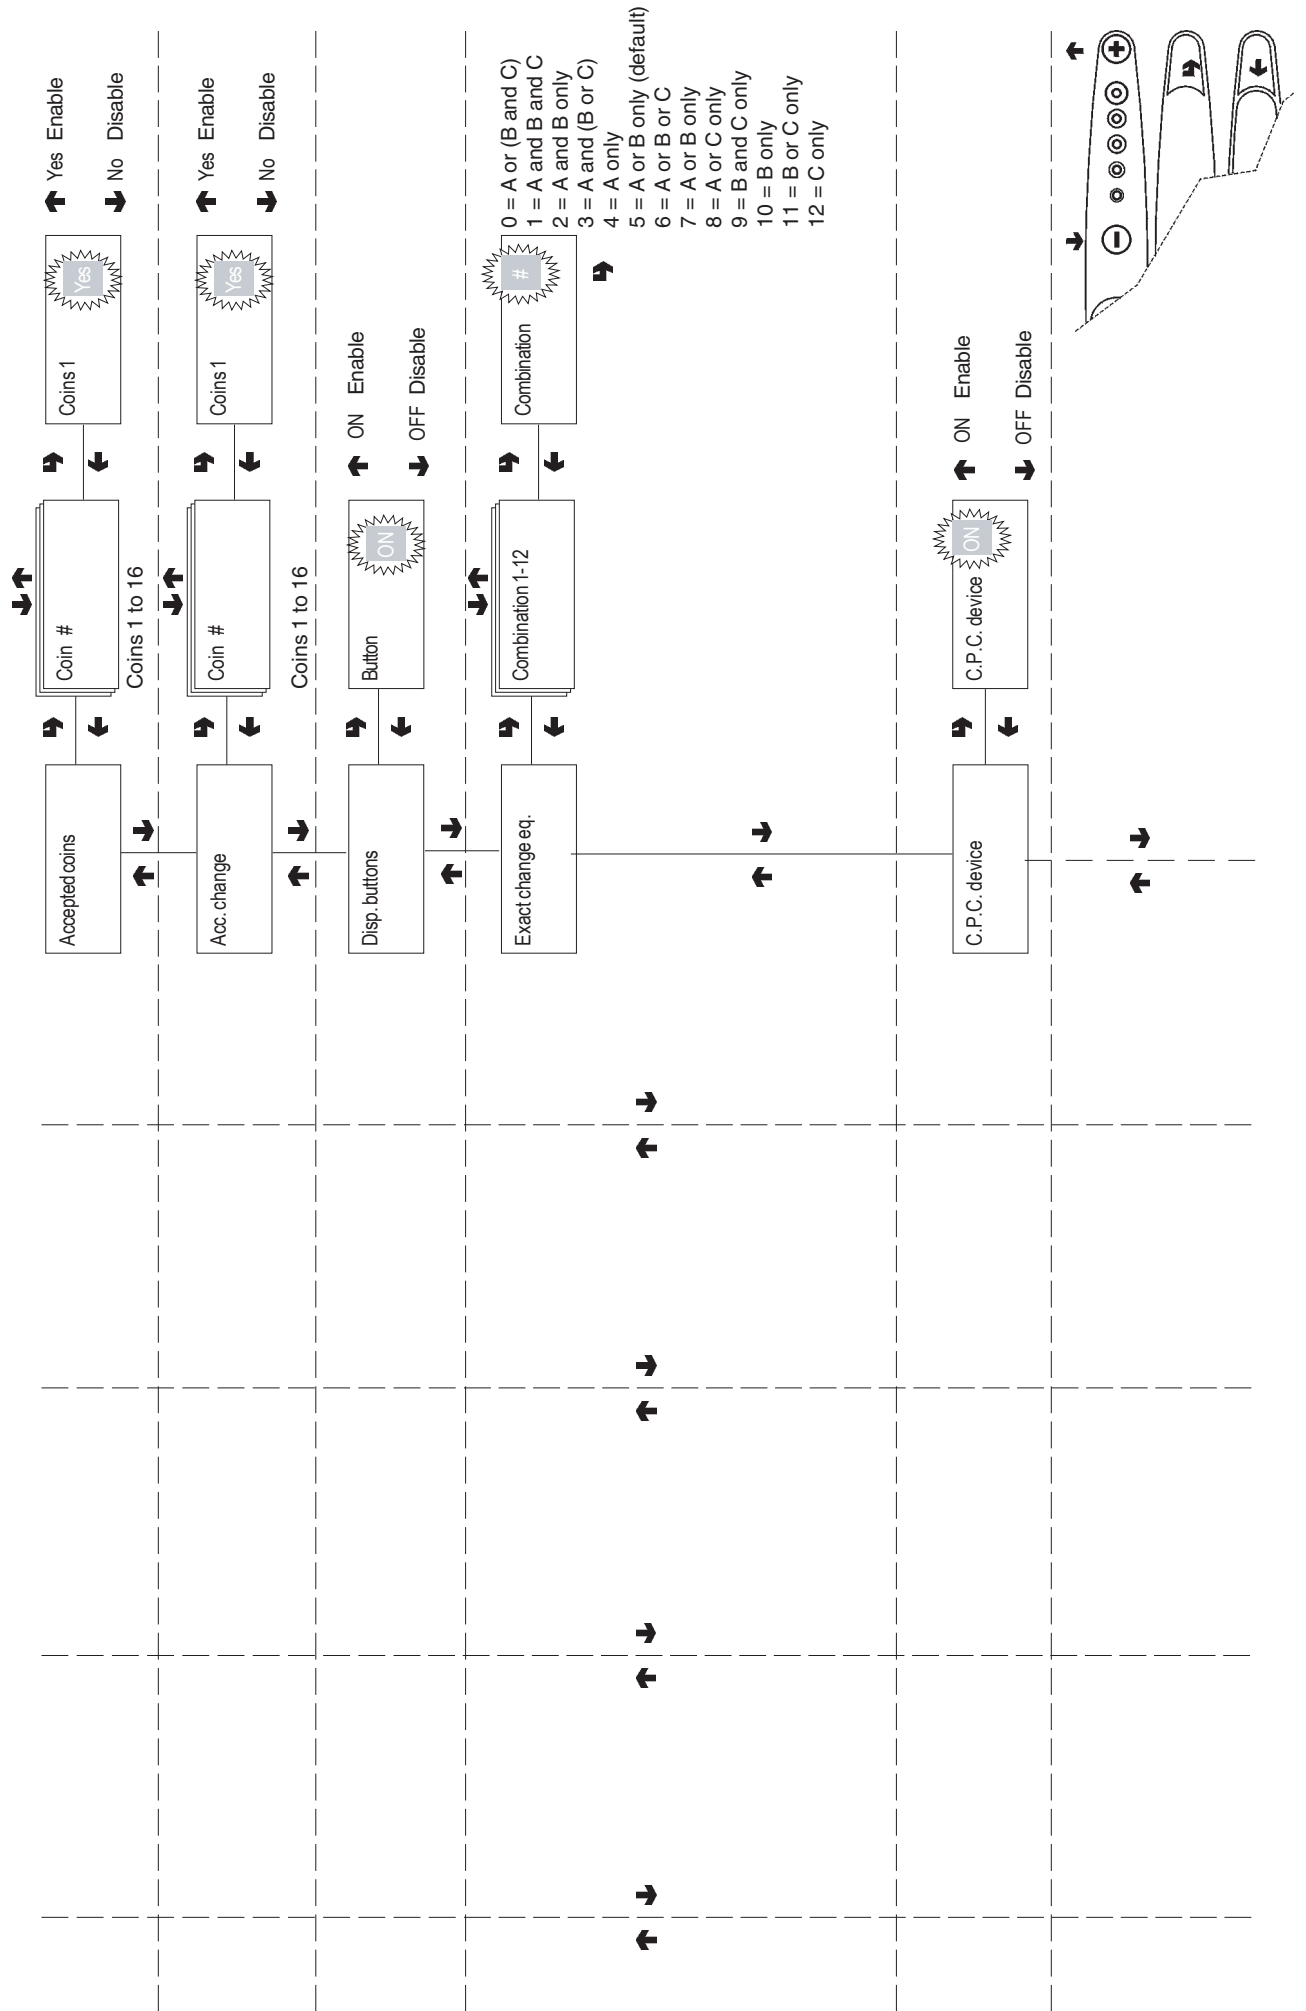 Accepted coins
Coin #
Coins 1 to 16
Coins 1
Yes
Yes Enable
No Disable
Acc. change
Coin #
Coins 1 to 16
Coins 1
Yes
Yes Enable
No Disable
Disp. buttons
Button
ON
ON Enable
OFF Disable
Exact change eq.
Combination 1-12
Combination
#
0 = A or (B and C)
1 = A and B and C
2 = A and B only
3 = A and (B or C)
4 = A only
5 = A or B only (default)
6 = A or B or C
7 = A or B only
8 = A or C only
9 = B and C only
10 = B only
11 = B or C only
12 = C only
C.P.C. device
C.P.C. device
ON
ON Enable
OFF Disable